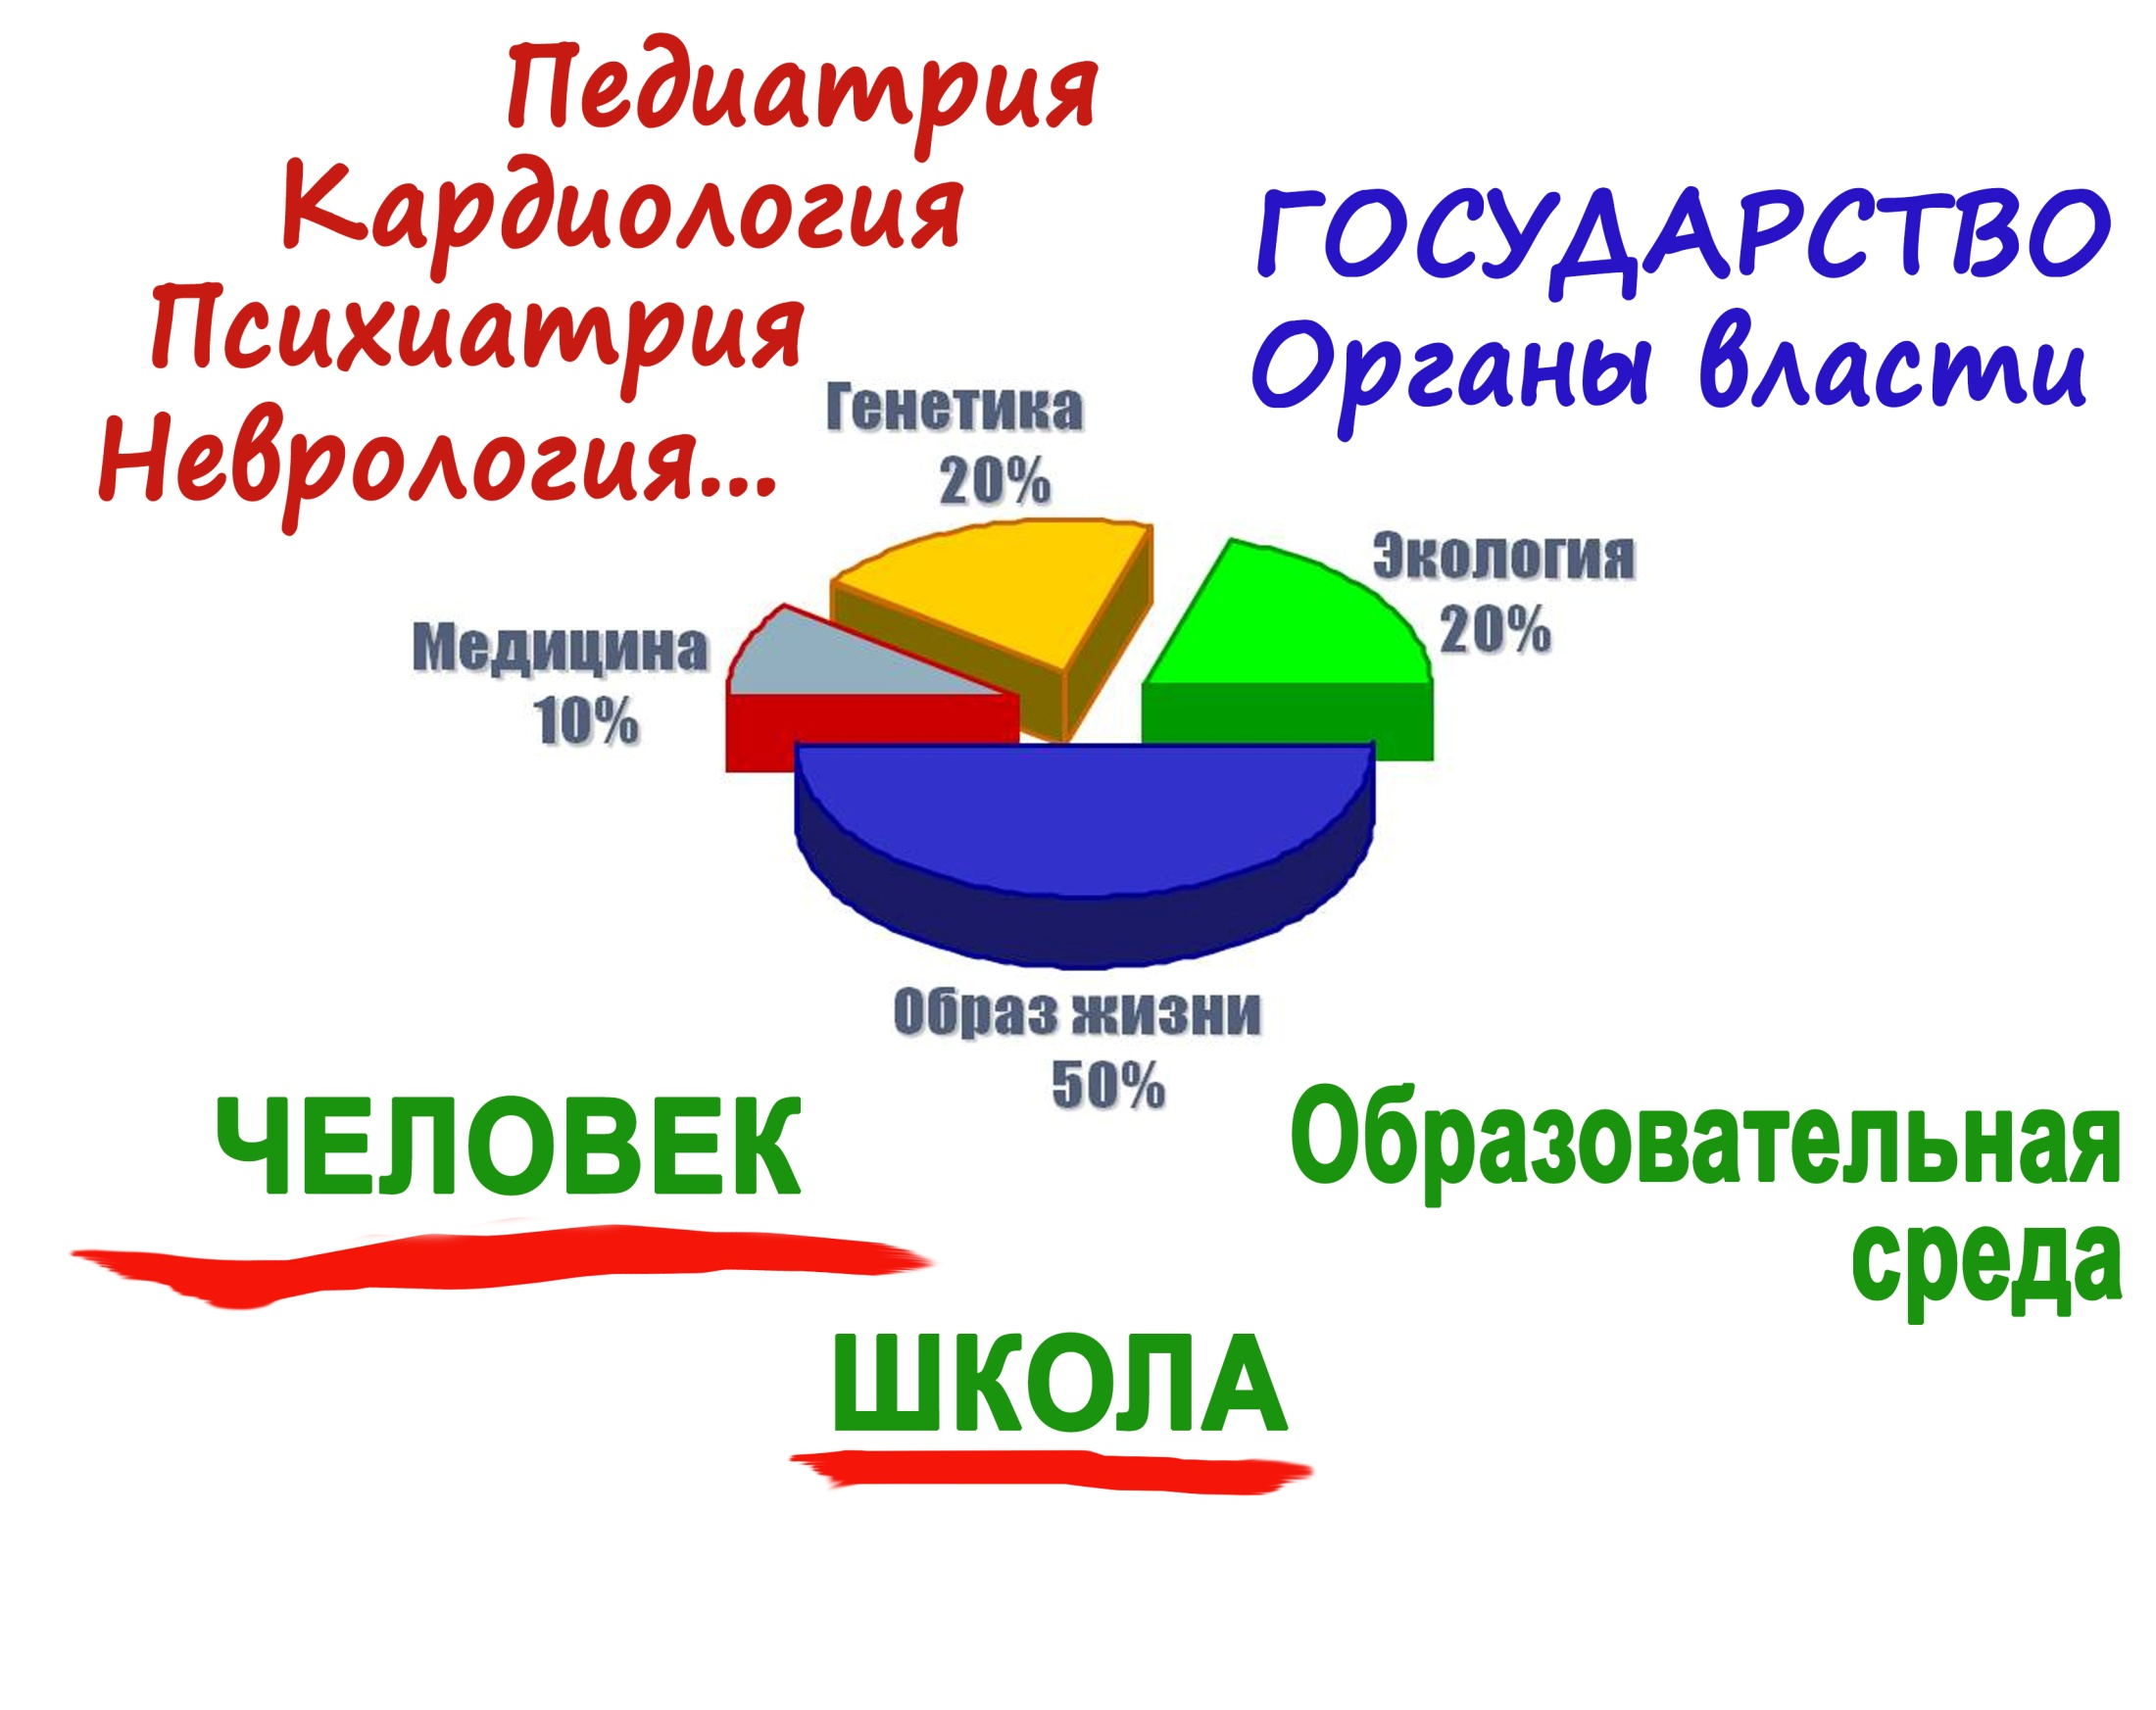 Педиатрия
Кардиология
Психиатрия
Неврология...
ГОСУДАРСТВО
Органы власти
Генетика
20%
Экология
20%
Медицина
10%
Образ жизни
50%
ЧЕЛОВЕК
Образовательная
среда
ШКОЛА